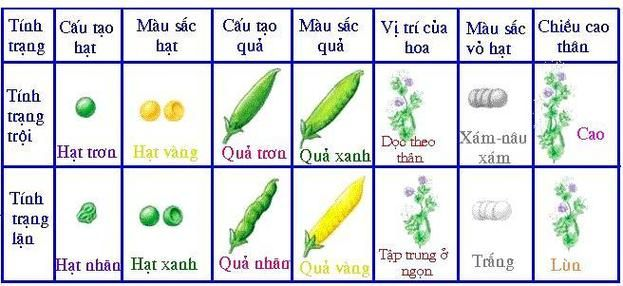 Tính trạng
Cấu tạo hạt
Màu sắc hạt
Cấu tạo quả
Màu sắc quả
Vị trí của hoa
Màu sắc vỏ hạt
Chiều cao thân
Tính trạng trội
Hạt trơn
Hạt vàng
Quả trơn
Quả xanh
Dọc theo thân
Xám-nâu xám
Cao
Tính trạng lặn
Hạt nhăn
Hạt xanh
Quả nhăn
Quả vàng
Tập trung ở ngọn
Trắng
Lùn